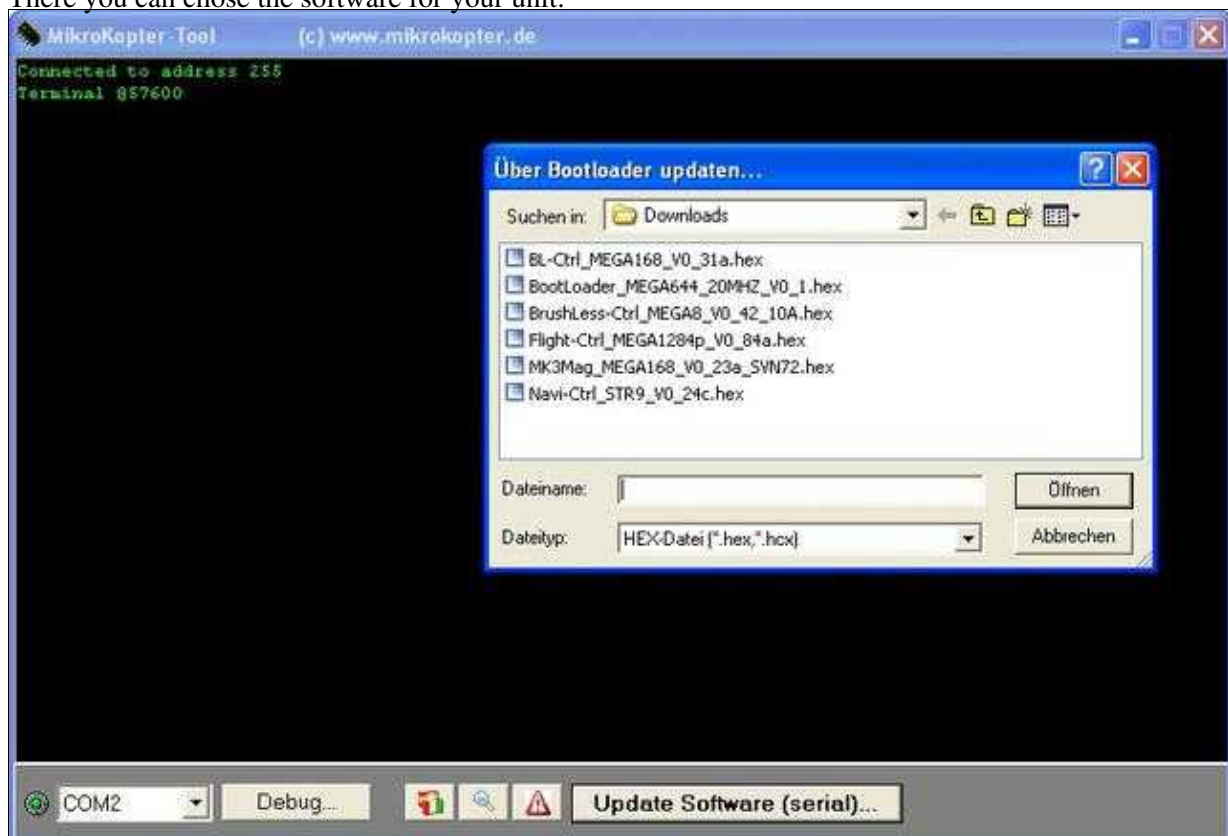 There you can chose the software for your unit.
MikroKopter-Tool (c) www.mikrokopter.de
Connected to address 255
Terminal @57600
Über Bootloader updaten...
Suchen in: Downloads
BL-Ctrl_MEGA168_V0_31a.hex
BootLoader_MEGA644_20MHZ_V0_1.hex
BrushLess-Ctrl_MEGA8_V0_42_10A.hex
Flight-Ctrl_MEGA1284p_V0_84a.hex
MK3Mag_MEGA168_V0_23a_SVN72.hex
Navi-Ctrl_STR9_V0_24c.hex
Dateiname: Öffnen
Dateityp: HEX-Datei (*.hex,*.hcx) Abbrechen
COM2 Debug... Update Software (serial)...